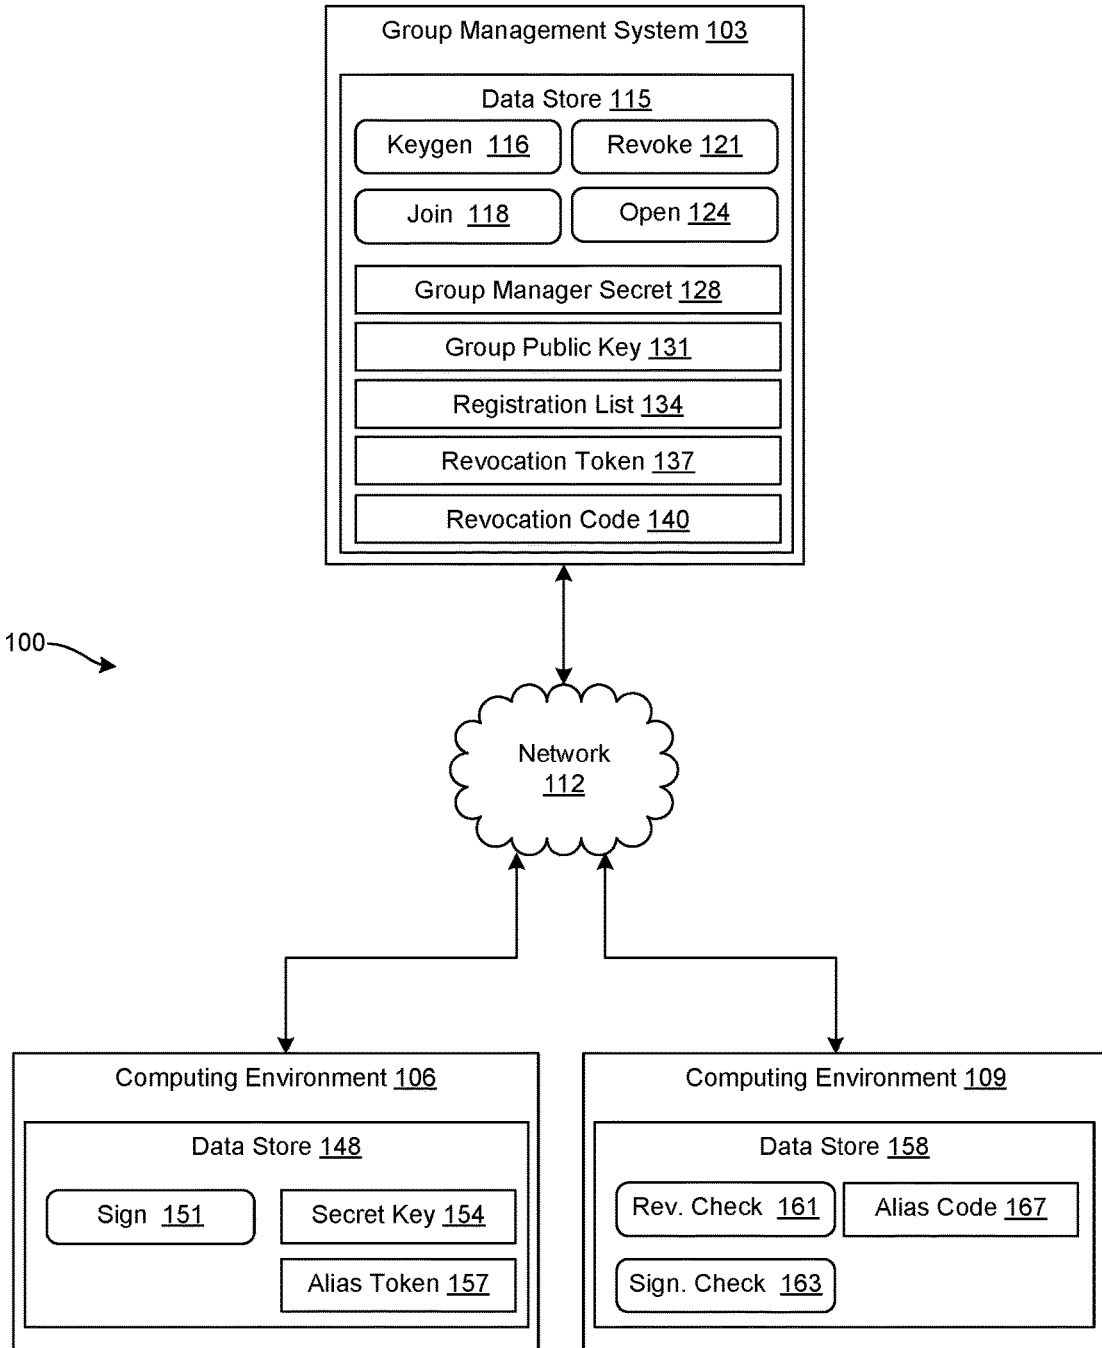 Group Management System 103
Data Store 115
Keygen 116
Revoke 121
Join 118
Open 124
Group Manager Secret 128
Group Public Key 131
Registration List 134
Revocation Token 137
Revocation Code 140
100
Network
112
Computing Environment 106
Data Store 148
Sign 151
Secret Key 154
Alias Token 157
Computing Environment 109
Data Store 158
Rev. Check 161
Alias Code 167
Sign. Check 163